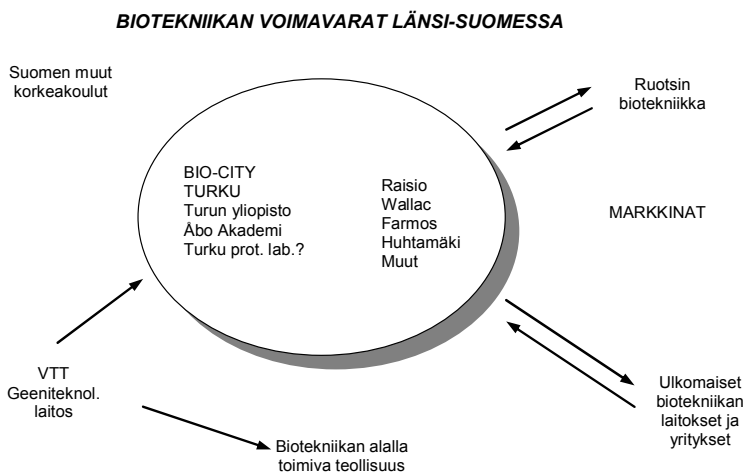 BIOTEKNIIKAN VOIMAVARAT LÄNSI-SUOMESSA
Suomen muut
korkeakoulut
Ruotsin
biotekniikka
BIO-CITY
TURKU
Turun yliopisto
Åbo Akademi
Turku prot. lab.?
Raisio
Wallac
Farmos
Huhtamäki
Muut
MARKKINAT
VTT
Geeniteknol.
laitos
Ulkomaiset
biotekniikan
laitokset ja
yritykset
Biotekniikan alalla
toimiva teollisuus